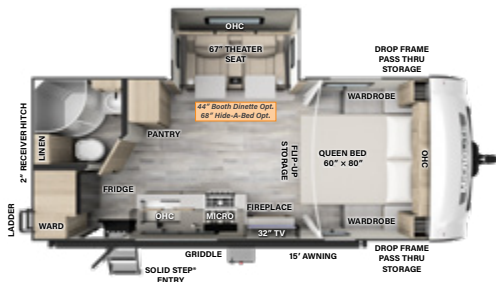 OHC
67" THEATER
SEAT
DROP FRAME
PASS THRU
STORAGE
44" Booth Dinette Opt.
68" Hide-A-Bed Opt.
WARDROBE
2" RECEIVER HITCH
LINEN
PANTRY
FLIP-UP
STORAGE
QUEEN BED
60" × 80"
OHC
FRIDGE
LADDER
WARD
OHC
MICRO
FIREPLACE
WARDROBE
32" TV
GRIDDLE
15' AWNING
DROP FRAME
PASS THRU
STORAGE
SOLID STEP*
ENTRY